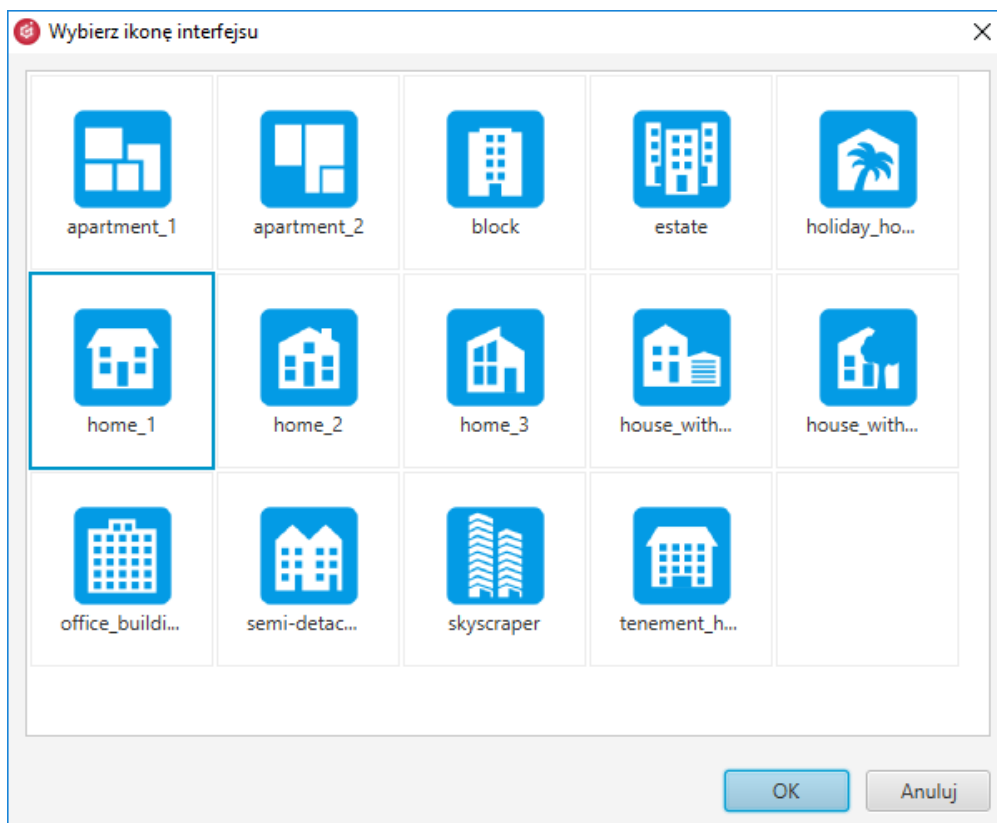 Wybierz ikonę interfejsu
apartment_1
apartment_2
block
estate
holiday_ho...
home_1
home_2
home_3
house_with...
house_with...
office_buildi...
semi-detac...
skyscraper
tenement_h...
OK
Anuluj